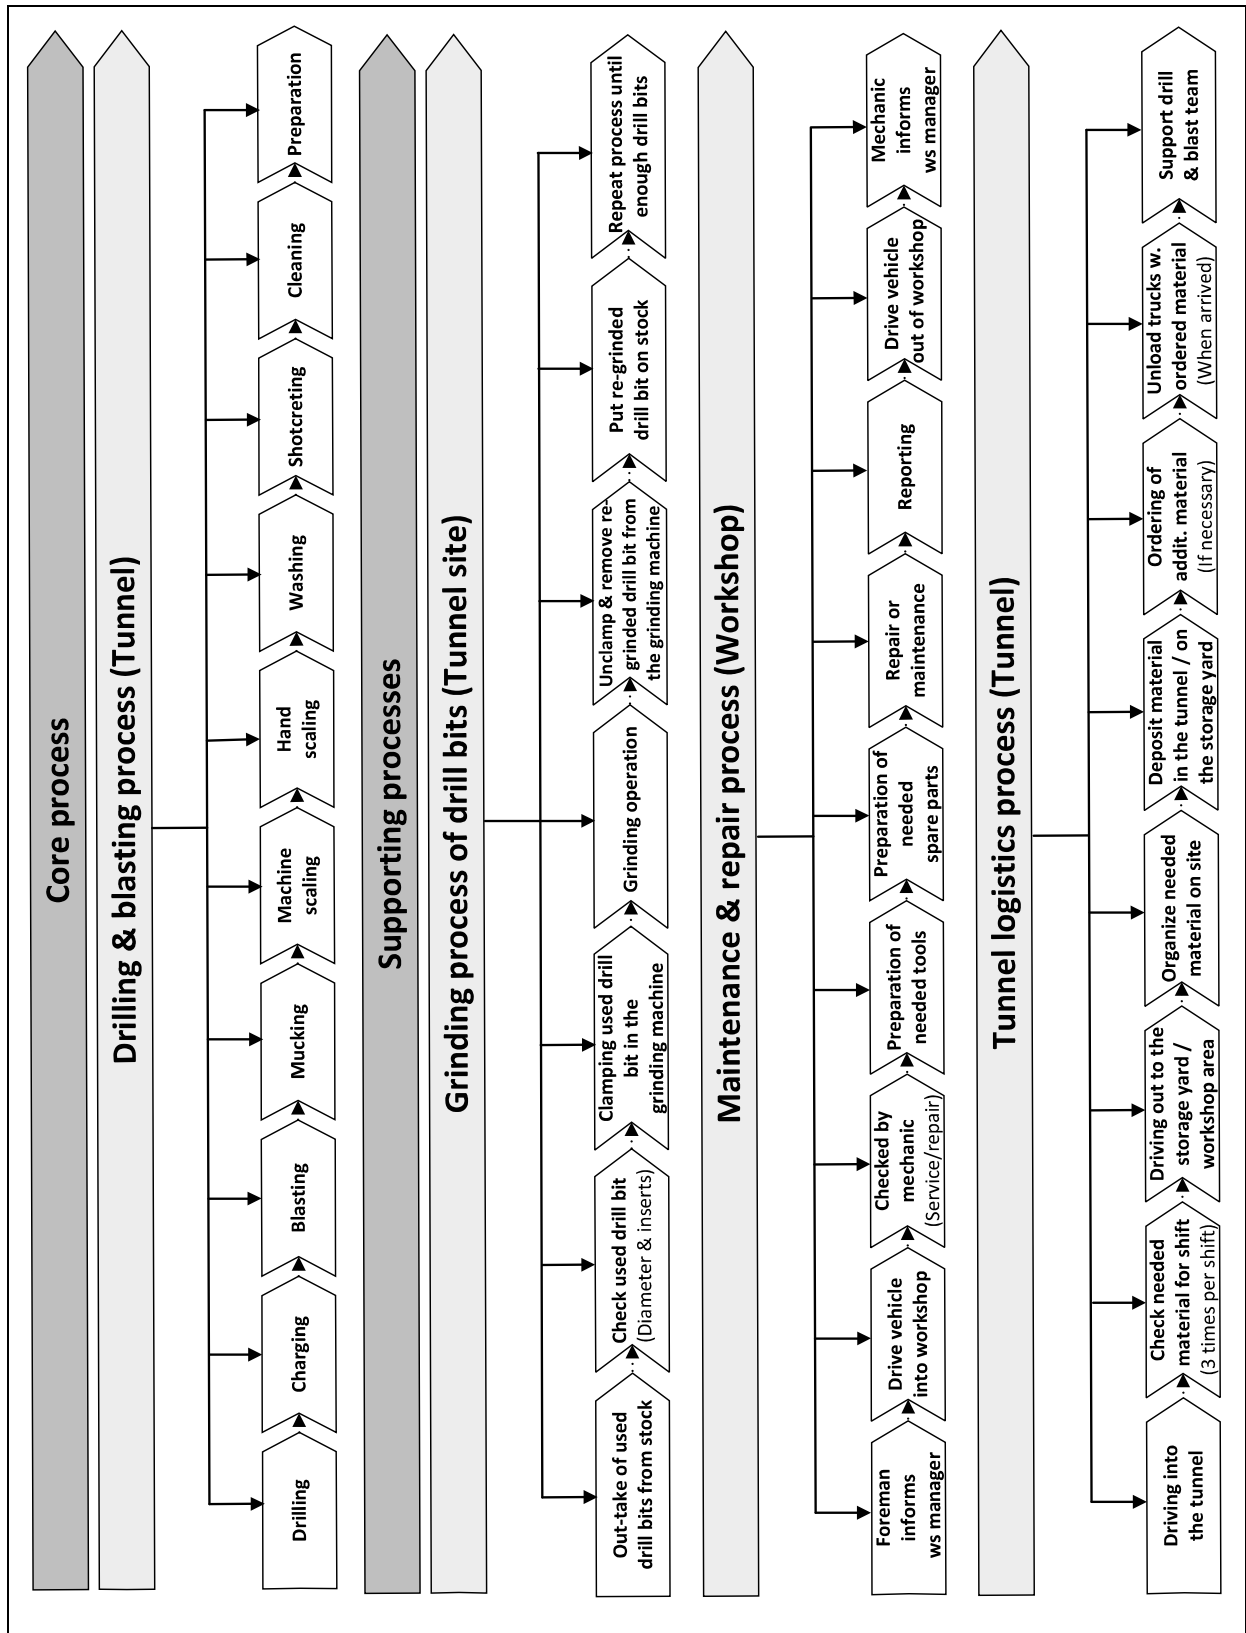 Core process
Drilling & blasting process (Tunnel)
Drilling
Charging
Blasting
Mucking
Machine
scaling
Hand
scaling
Washing
Shotcreting
Cleaning
Preparation
Supporting processes
Grinding process of drill bits (Tunnel site)
Out-take of used
drill bits from stock
Check used drill bit
(Diameter & inserts)
Clamping used drill
bit in the
grinding machine
Grinding operation
Unclamp & remove re-
grinded drill bit from
the grinding machine
Put re-grinded
drill bit on stock
Repeat process until
enough drill bits
Maintenance & repair process (Workshop)
Foreman
informs
ws manager
Drive vehicle
into workshop
Checked by
mechanic
(Service/repair)
Preparation of
needed tools
Preparation of
needed
spare parts
Repair or
maintenance
Reporting
Drive vehicle
out of workshop
Mechanic
informs
ws manager
Tunnel logistics process (Tunnel)
Driving into
the tunnel
Check needed
material for shift
(3 times per shift)
Driving out to the
storage yard /
workshop area
Organize needed
material on site
Deposit material
in the tunnel / on
the storage yard
Ordering of
addit. material
(If necessary)
Unload trucks w.
ordered material
(When arrived)
Support drill
& blast team